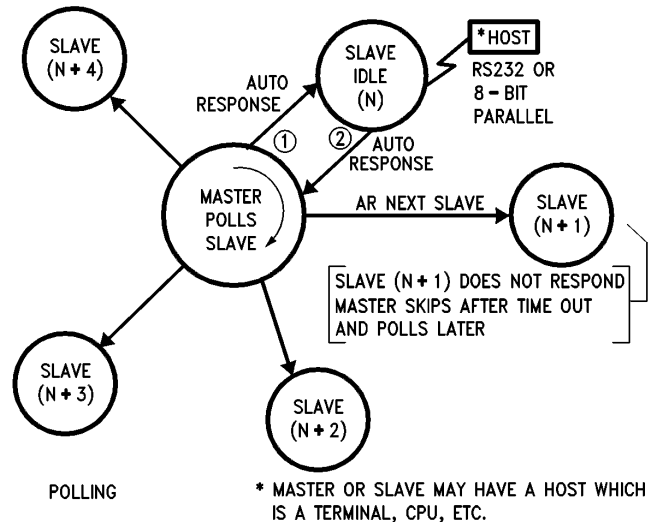 SLAVE
(N + 4)
SLAVE
IDLE
(N)
* HOST
RS232 OR
8 - BIT
PARALLEL
AUTO
RESPONSE
1
2
AUTO
RESPONSE
MASTER
POLLS
SLAVE
AR NEXT SLAVE
SLAVE
(N + 1)
SLAVE (N + 1) DOES NOT RESPOND
MASTER SKIPS AFTER TIME OUT
AND POLLS LATER
SLAVE
(N + 3)
SLAVE
(N + 2)
POLLING
* MASTER OR SLAVE MAY HAVE A HOST WHICH
IS A TERMINAL, CPU, ETC.